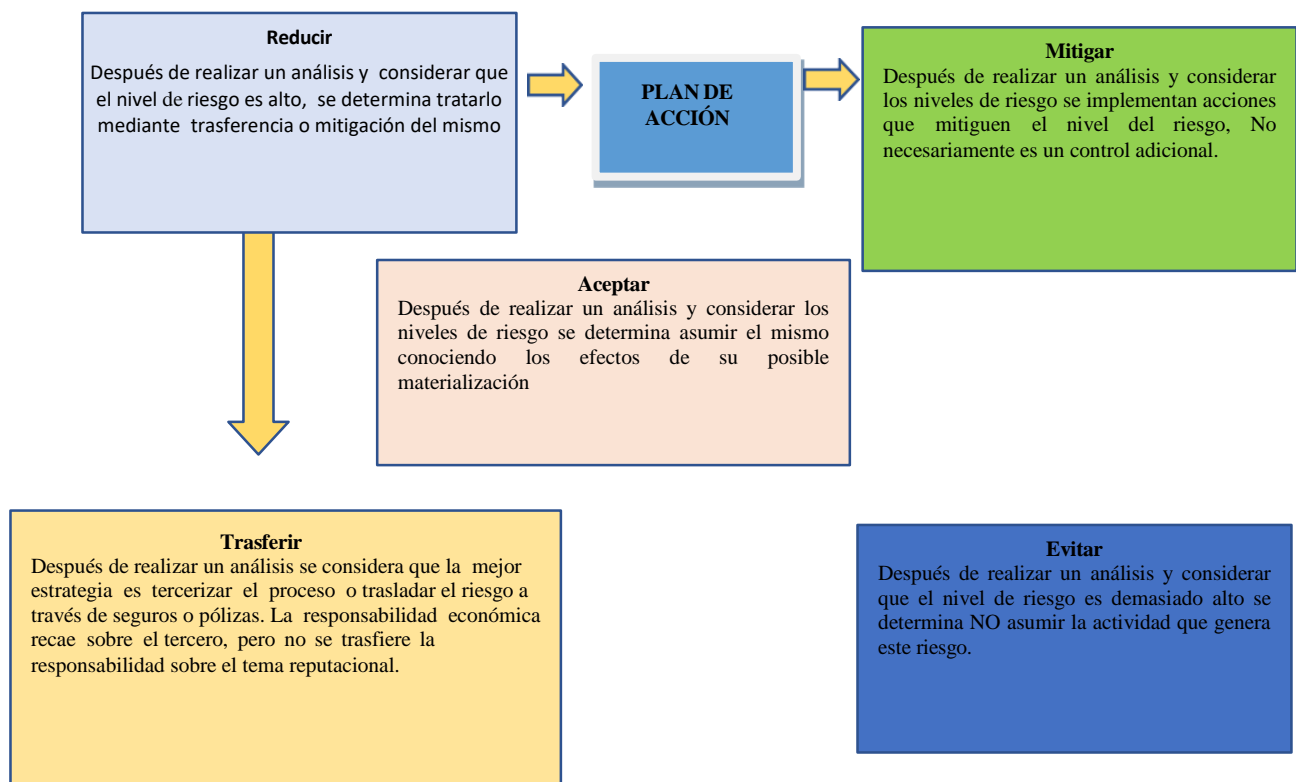 Reducir
Después de realizar un análisis y considerar que
el nivel de riesgo es alto, se determina tratarlo
mediante trasferencia o mitigación del mismo
PLAN DE
ACCIÓN
Mitigar
Después de realizar un análisis y considerar
los niveles de riesgo se implementan acciones
que mitiguen el nivel del riesgo, No
necesariamente es un control adicional.
Aceptar
Después de realizar un análisis y considerar los
niveles de riesgo se determina asumir el mismo
conociendo los efectos de su posible
materialización
Trasferir
Después de realizar un análisis se considera que la mejor
estrategia es tercerizar el proceso o trasladar el riesgo a
través de seguros o pólizas. La responsabilidad económica
recae sobre el tercero, pero no se trasfiere la
responsabilidad sobre el tema reputacional.
Evitar
Después de realizar un análisis y considerar
que el nivel de riesgo es demasiado alto se
determina NO asumir la actividad que genera
este riesgo.